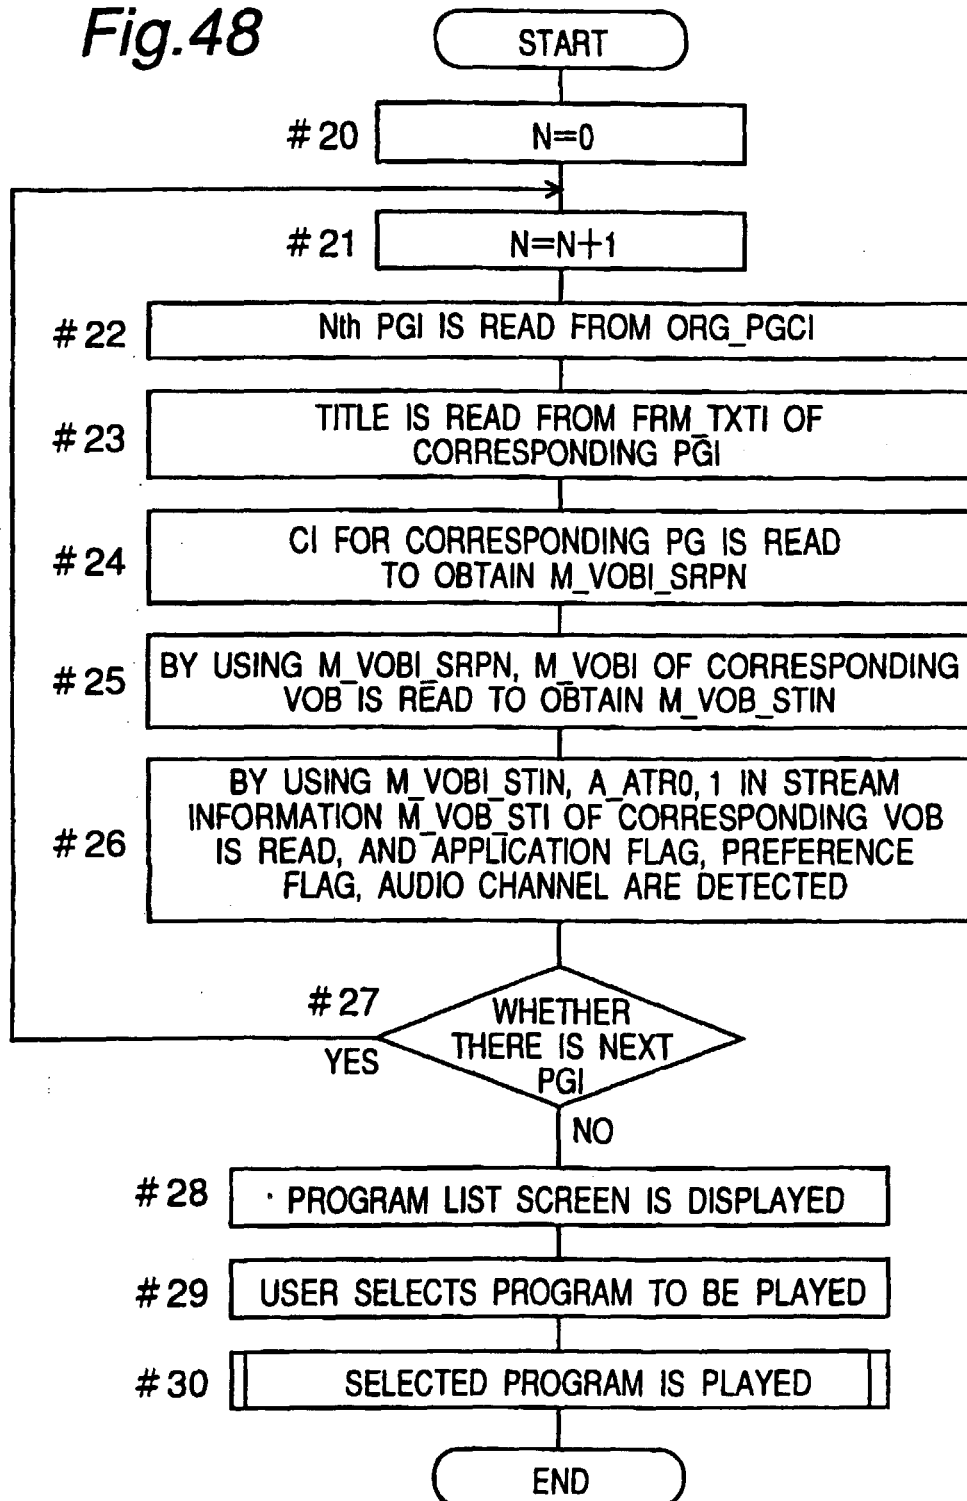 Fig.48
START
#20
N=0
#21
N=N+1
#22
Nth PGI IS READ FROM ORG_PGCI
#23
TITLE IS READ FROM FRM_TXTI OF
CORRESPONDING PGI
#24
CI FOR CORRESPONDING PG IS READ
TO OBTAIN M_VOBI_SRPN
#25
BY USING M_VOBI_SRPN, M_VOBI OF CORRESPONDING
VOB IS READ TO OBTAIN M_VOB_STIN
#26
BY USING M_VOBI_STIN, A_ATR0, 1 IN STREAM
INFORMATION M_VOB_STI OF CORRESPONDING VOB
IS READ, AND APPLICATION FLAG, PREFERENCE
FLAG, AUDIO CHANNEL ARE DETECTED
#27
WHETHER
THERE IS NEXT
PGI
YES
NO
#28
PROGRAM LIST SCREEN IS DISPLAYED
#29
USER SELECTS PROGRAM TO BE PLAYED
#30
SELECTED PROGRAM IS PLAYED
END